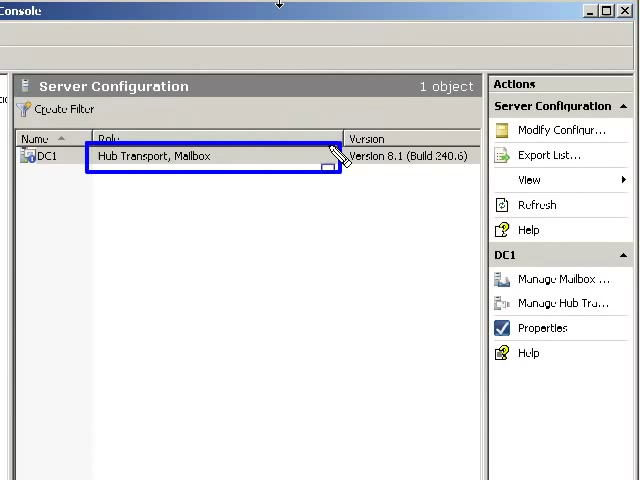 Console
Server Configuration
1 object
Create Filter
Name
Role
Version
DC1
Hub Transport, Mailbox
Version 8.1 (Build 240.6)
Actions
Server Configuration
Modify Configur...
Export List...
View
Refresh
Help
DC1
Manage Mailbox ...
Manage Hub Tra...
Properties
Help